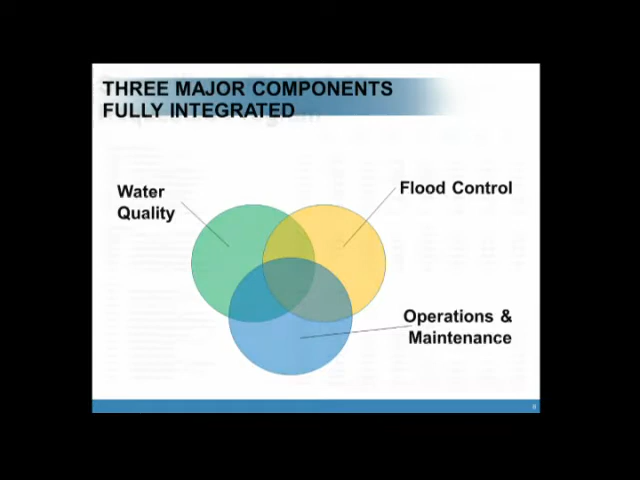 THREE MAJOR COMPONENTS
FULLY INTEGRATED
Water
Quality
Flood Control
Operations &
Maintenance